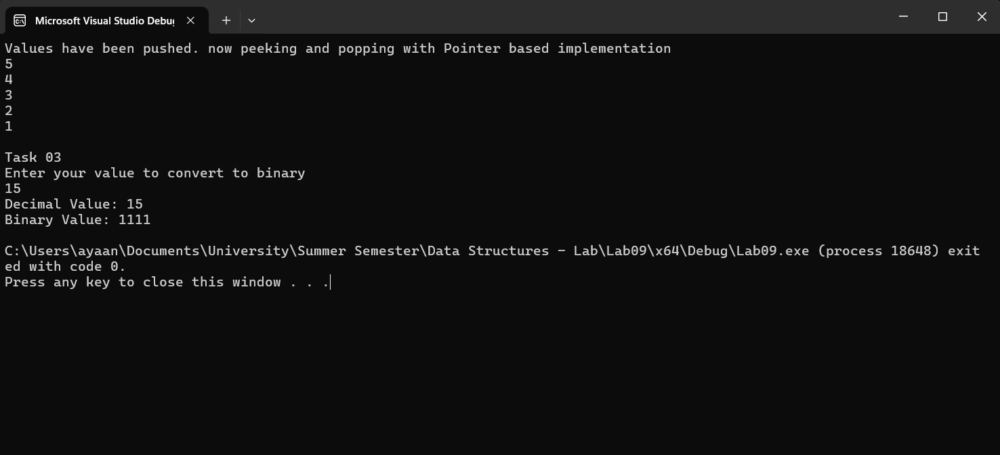 Microsoft Visual Studio Debug
Values have been pushed. now peeking and popping with Pointer based implementation
5
4
3
2
1
Task 03
Enter your value to convert to binary
15
Decimal Value: 15
Binary Value: 1111
C:\Users\ayaan\Documents\University\Summer Semester\Data Structures - Lab\Lab09\x64\Debug\Lab09.exe (process 18648) exit
ed with code 0.
Press any key to close this window . . .